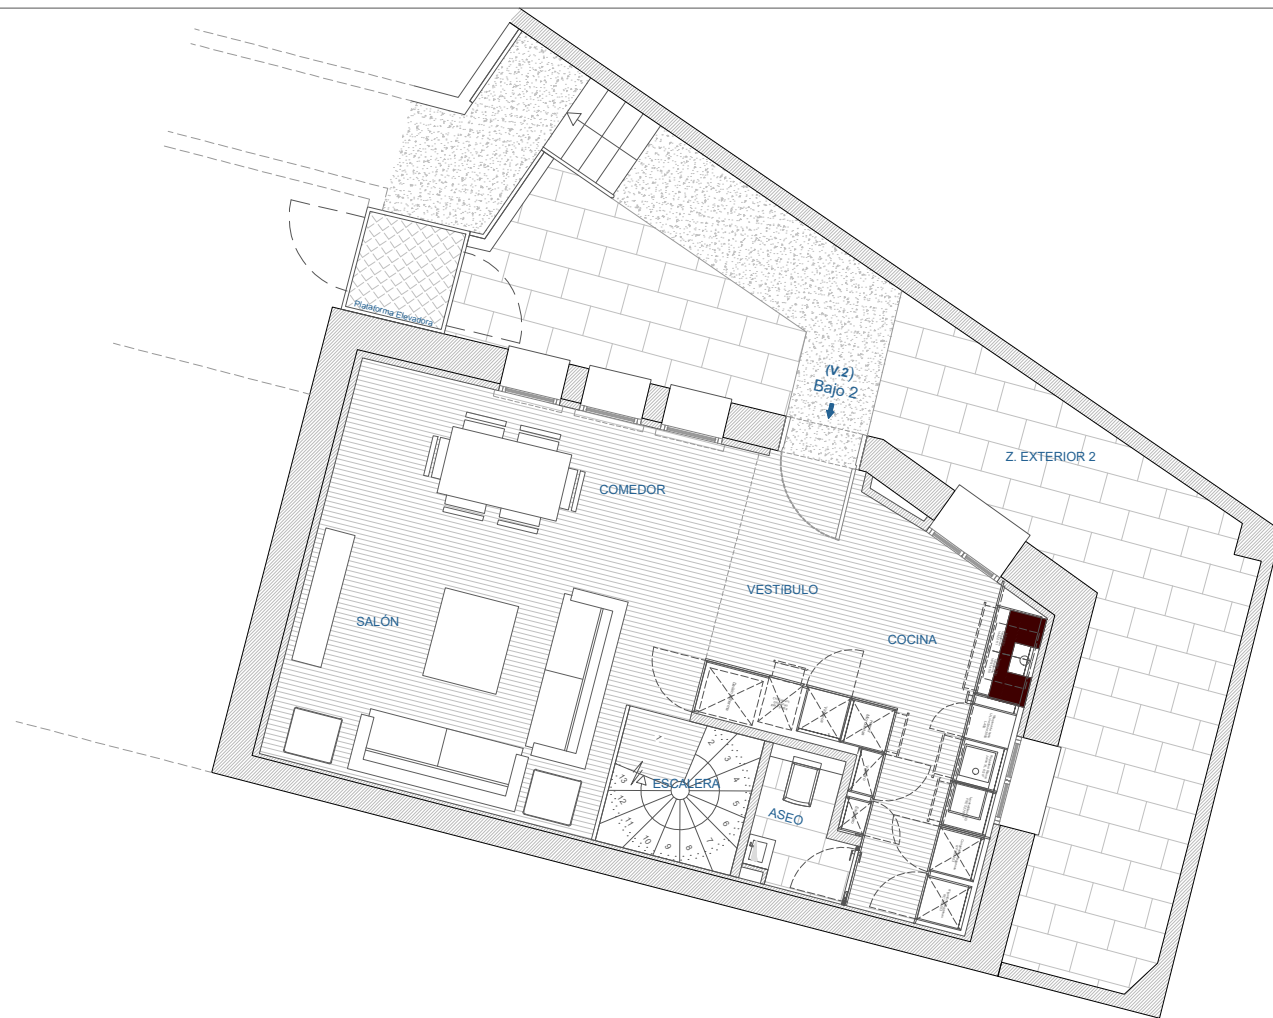 Plataforma Elevadora
(V.2)
Bajo 2
Z. EXTERIOR 2
COMEDOR
VESTIBULO
SALÓN
COCINA
ESCALERA
ASEO
1
2
3
4
5
6
7
8
9
10
11
12
13